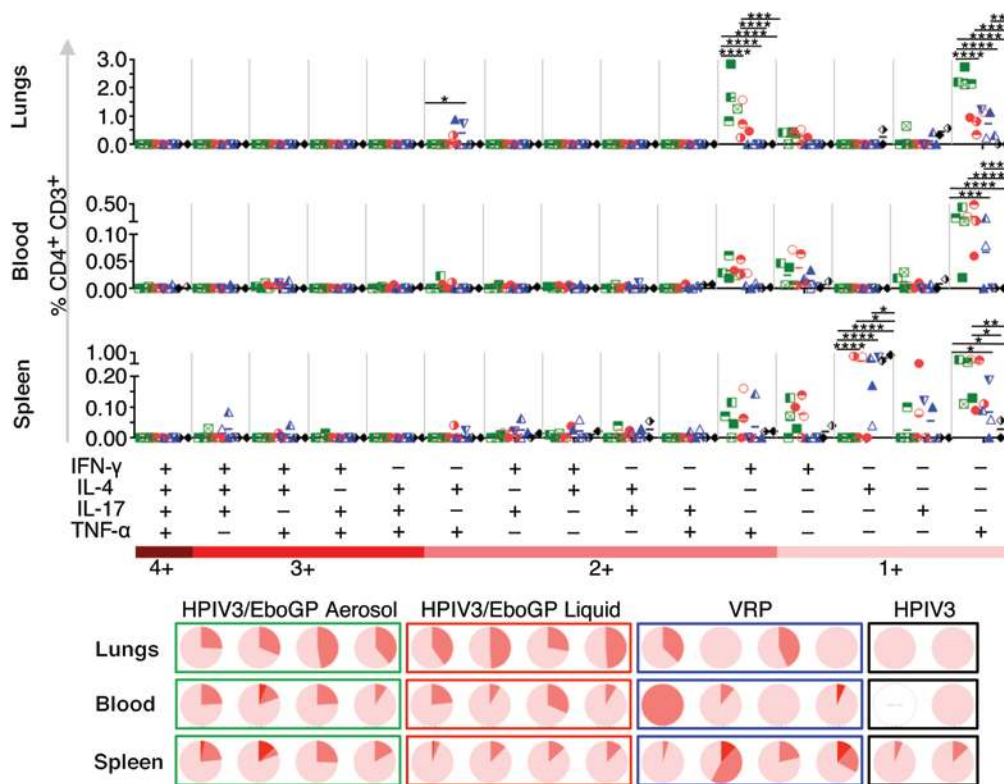 *** **
**** ***
**** ****
**** ****
**** ****
Lungs
3.0
2.0
1.0
0.0
*
% CD4+ CD3+
***
****
****
***
Blood
0.50
0.10
0.05
0.00
*
* **
**** *
**** *
**** *
Spleen
1.00
0.20
0.10
0.00
IFN-γ + + + + − − + + − − + + − − −
IL-4 + + + − + + − + + − − − + − −
IL-17 + + − + + − + − + + − − − + −
TNF-α + − + + + + − − − + + − − − +
4+ 3+ 2+ 1+
HPIV3/EboGP Aerosol HPIV3/EboGP Liquid VRP HPIV3
Lungs
Blood
Spleen